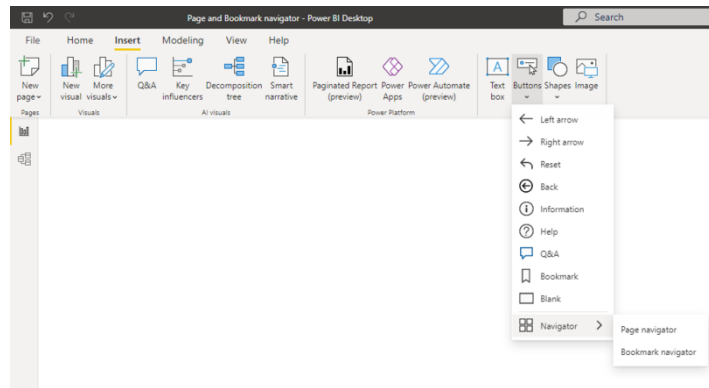 Page and Bookmark navigator - Power BI Desktop
Search
File Home Insert Modeling View Help
New page
New visual
More visuals
Q&A
Key influencers
Decomposition tree
Smart narrative
Paginated Report (preview)
Power Apps
Power Automate (preview)
Text box
Buttons
Shapes
Image
Pages
Visuals
AI visuals
Power Platform
Left arrow
Right arrow
Reset
Back
Information
Help
Q&A
Bookmark
Blank
Navigator
Page navigator
Bookmark navigator